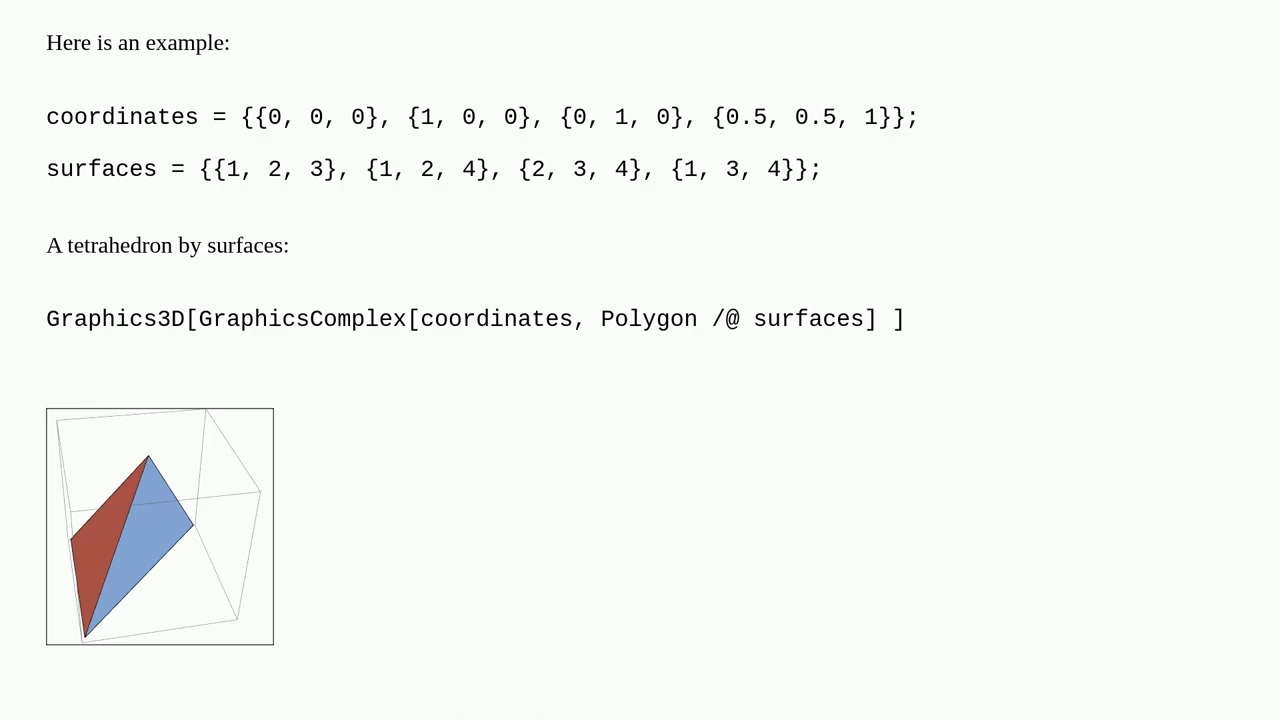 Here is an example:
coordinates = {{0, 0, 0}, {1, 0, 0}, {0, 1, 0}, {0.5, 0.5, 1}};
surfaces = {{1, 2, 3}, {1, 2, 4}, {2, 3, 4}, {1, 3, 4}};
A tetrahedron by surfaces:
Graphics3D[GraphicsComplex[coordinates, Polygon /@ surfaces] ]